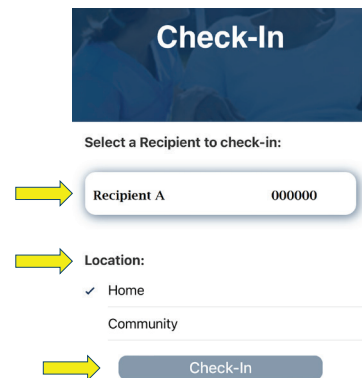 Check-In
Select a Recipient to check-in:
Recipient A 000000
Location:
Home
Community
Check-In